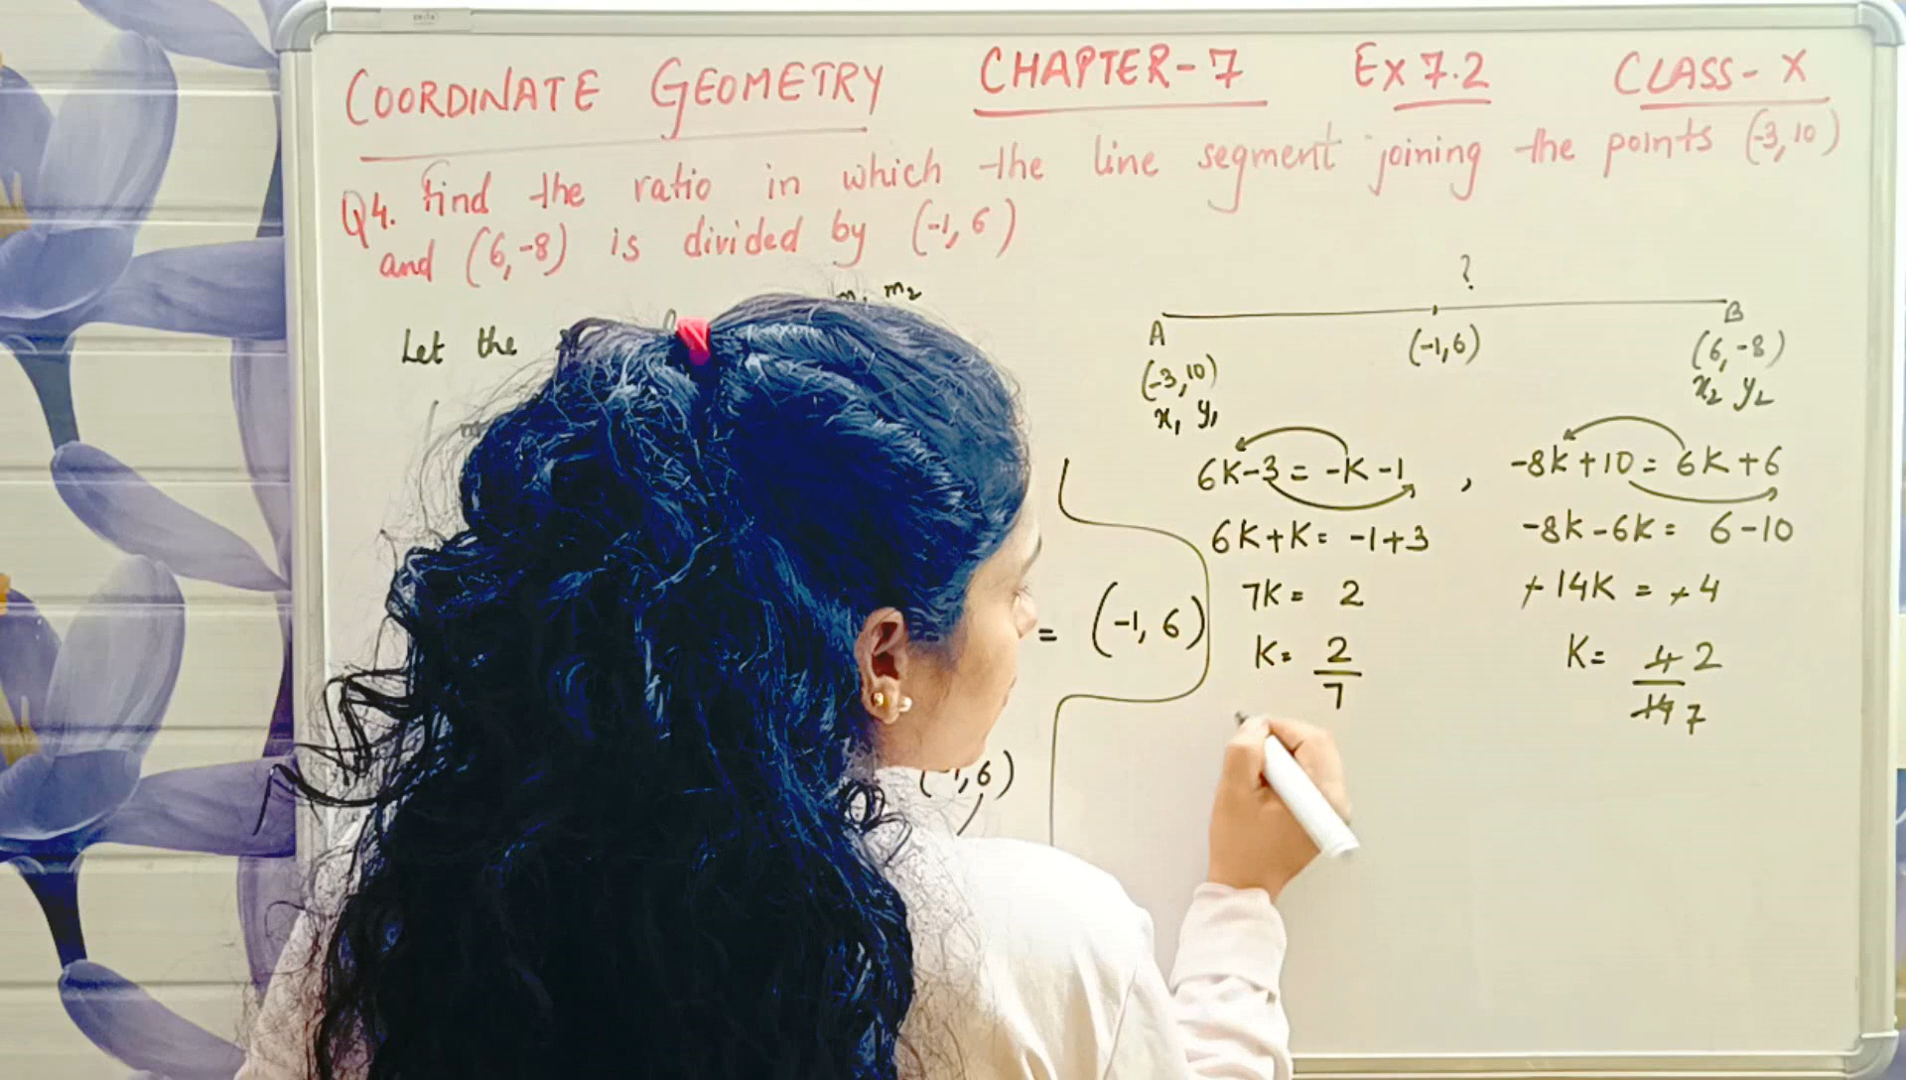 COORDINATE GEOMETRY CHAPTER-7 Ex 7.2 CLASS-X
Q4. Find the ratio in which the line segment joining the points (-3,10)
and (6,-8) is divided by (-1,6)
Let the
m₂
?
A
B
(-1,6)
(-3,10)
(6,-8)
x₁ y₁
x₂ y₂
6K-3 = -K-1 , -8K+10 = 6K+6
6K+K = -1+3
-8K-6K = 6-10
= (-1, 6)
7K = 2
-14K = -4
K = 2/7
K = 4 2/14 7
,6)